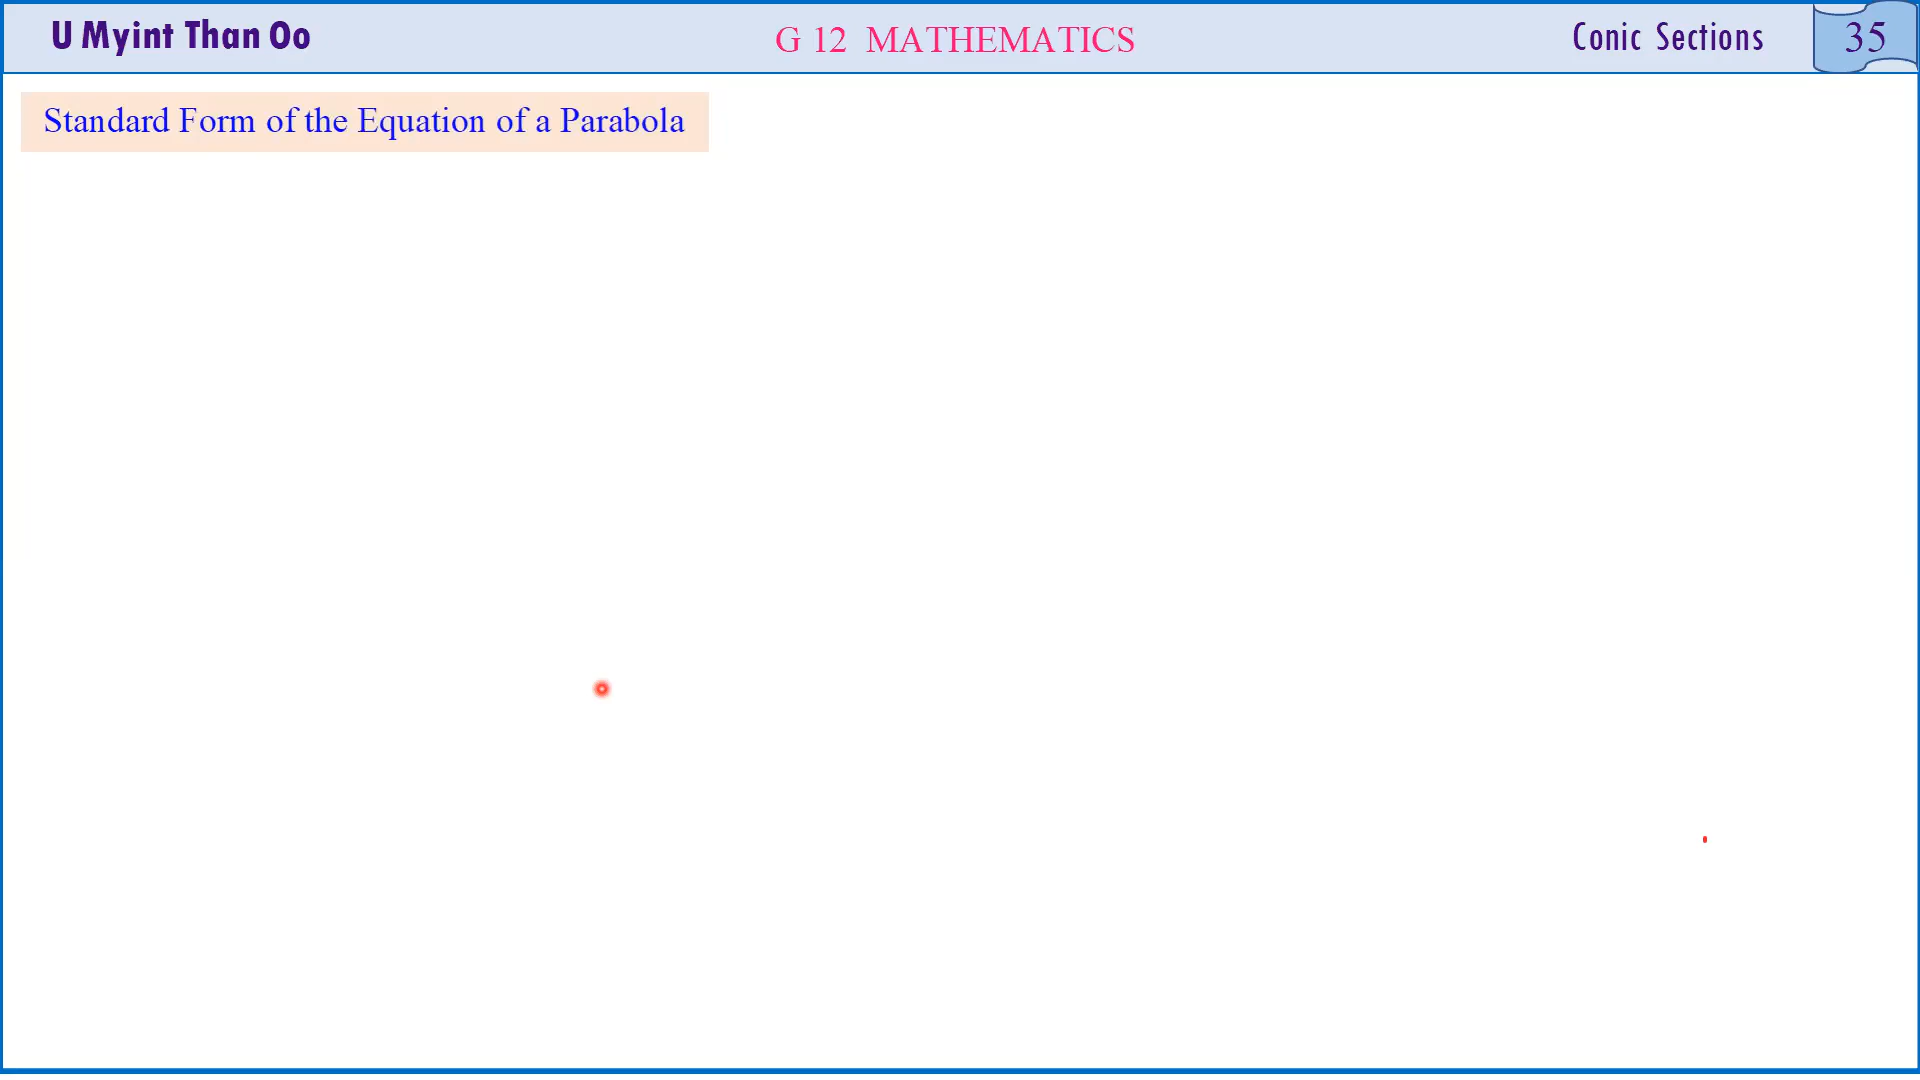 U Myint Than Oo
G 12 MATHEMATICS
Conic Sections
35
Standard Form of the Equation of a Parabola